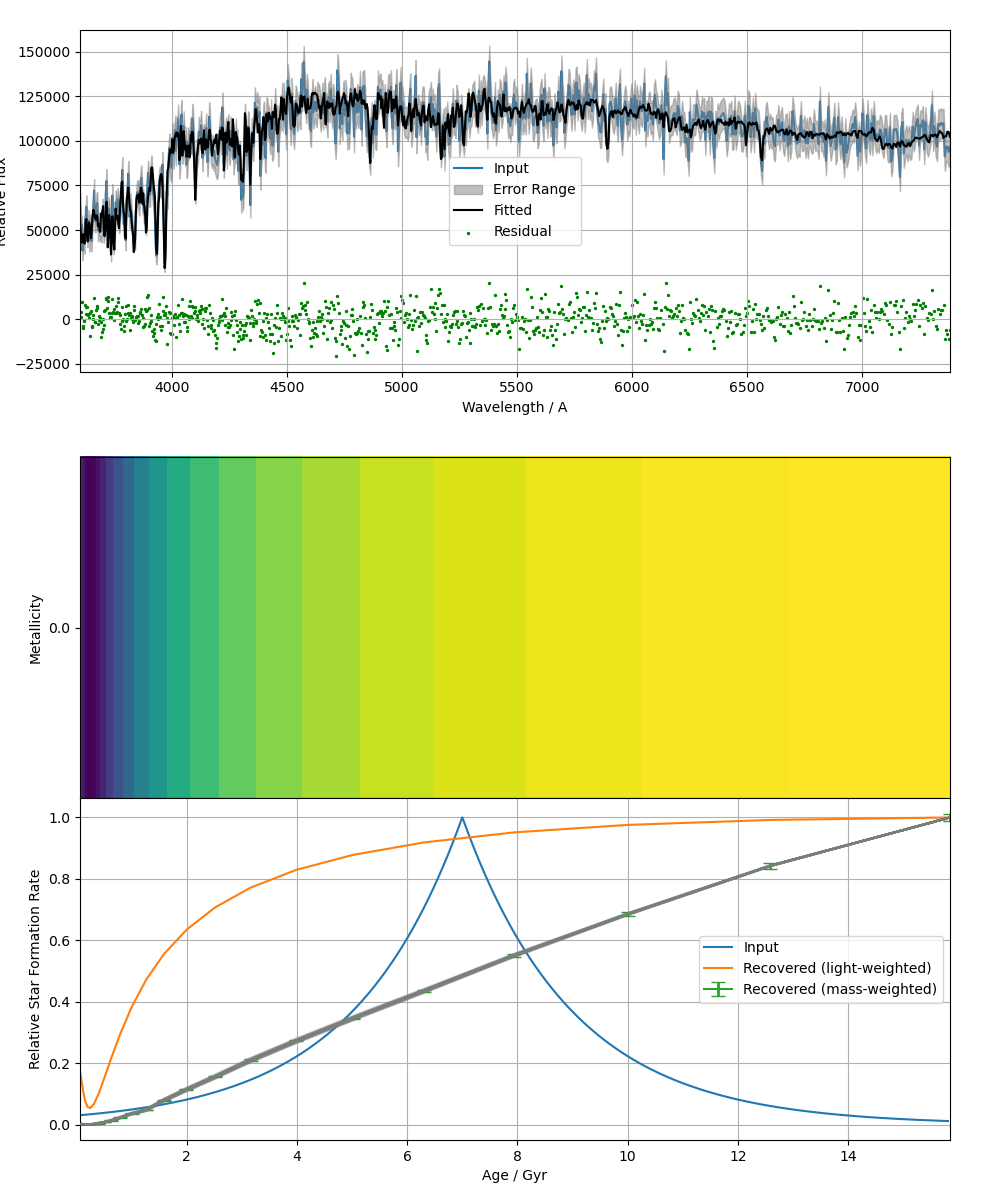 150000
125000
100000
75000
50000
25000
0
−25000
Relative Flux
Input
Error Range
Fitted
Residual
4000 4500 5000 5500 6000 6500 7000
Wavelength / A
Metallicity
0.0
1.0
0.8
0.6
0.4
0.2
0.0
Relative Star Formation Rate
Input
Recovered (light-weighted)
Recovered (mass-weighted)
2 4 6 8 10 12 14
Age / Gyr